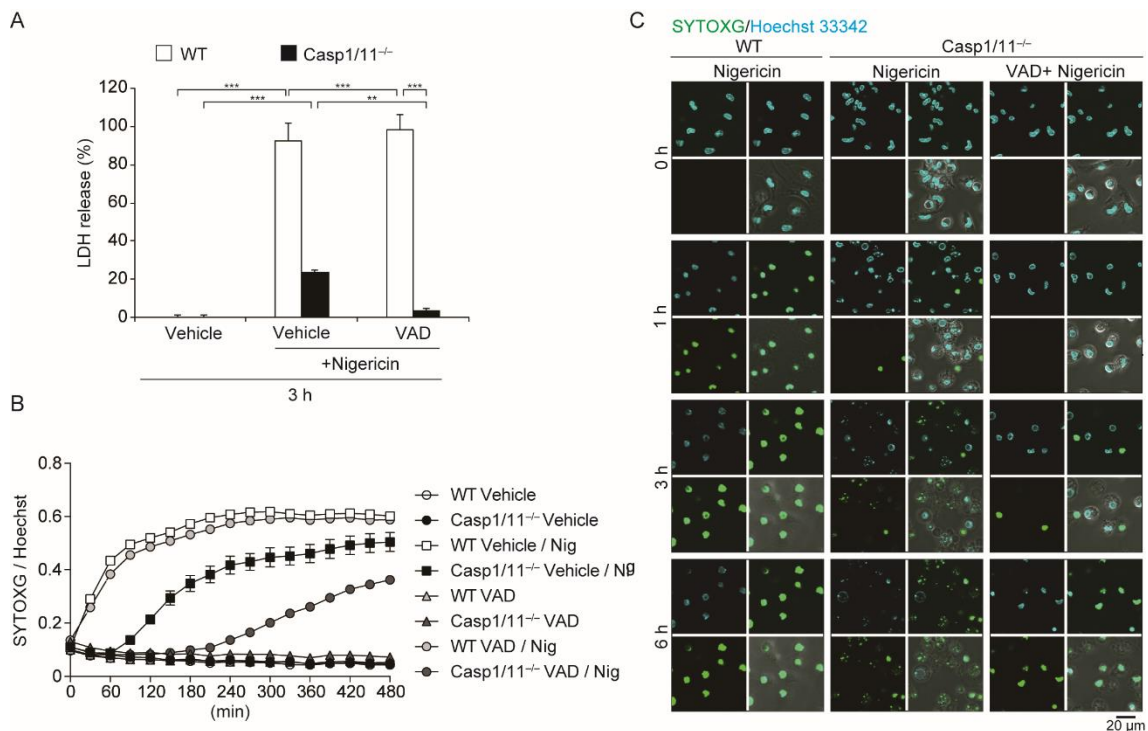 A
WT
Casp1/11–/–
LDH release (%)
120
100
80
60
40
20
0
***
***
***
**
***
Vehicle
Vehicle
VAD
+Nigericin
3 h
B
SYTOXG / Hoechst
0.8
0.6
0.4
0.2
0
0 60 120 180 240 300 360 420 480
(min)
WT Vehicle
Casp1/11–/– Vehicle
WT Vehicle / Nig
Casp1/11–/– Vehicle / Ng
WT VAD
Casp1/11–/– VAD
WT VAD / Nig
Casp1/11–/– VAD / Nig
C
SYTOXG/Hoechst 33342
WT Casp1/11–/–
Nigericin Nigericin VAD+ Nigericin
0 h
1 h
3 h
6 h
20 µm